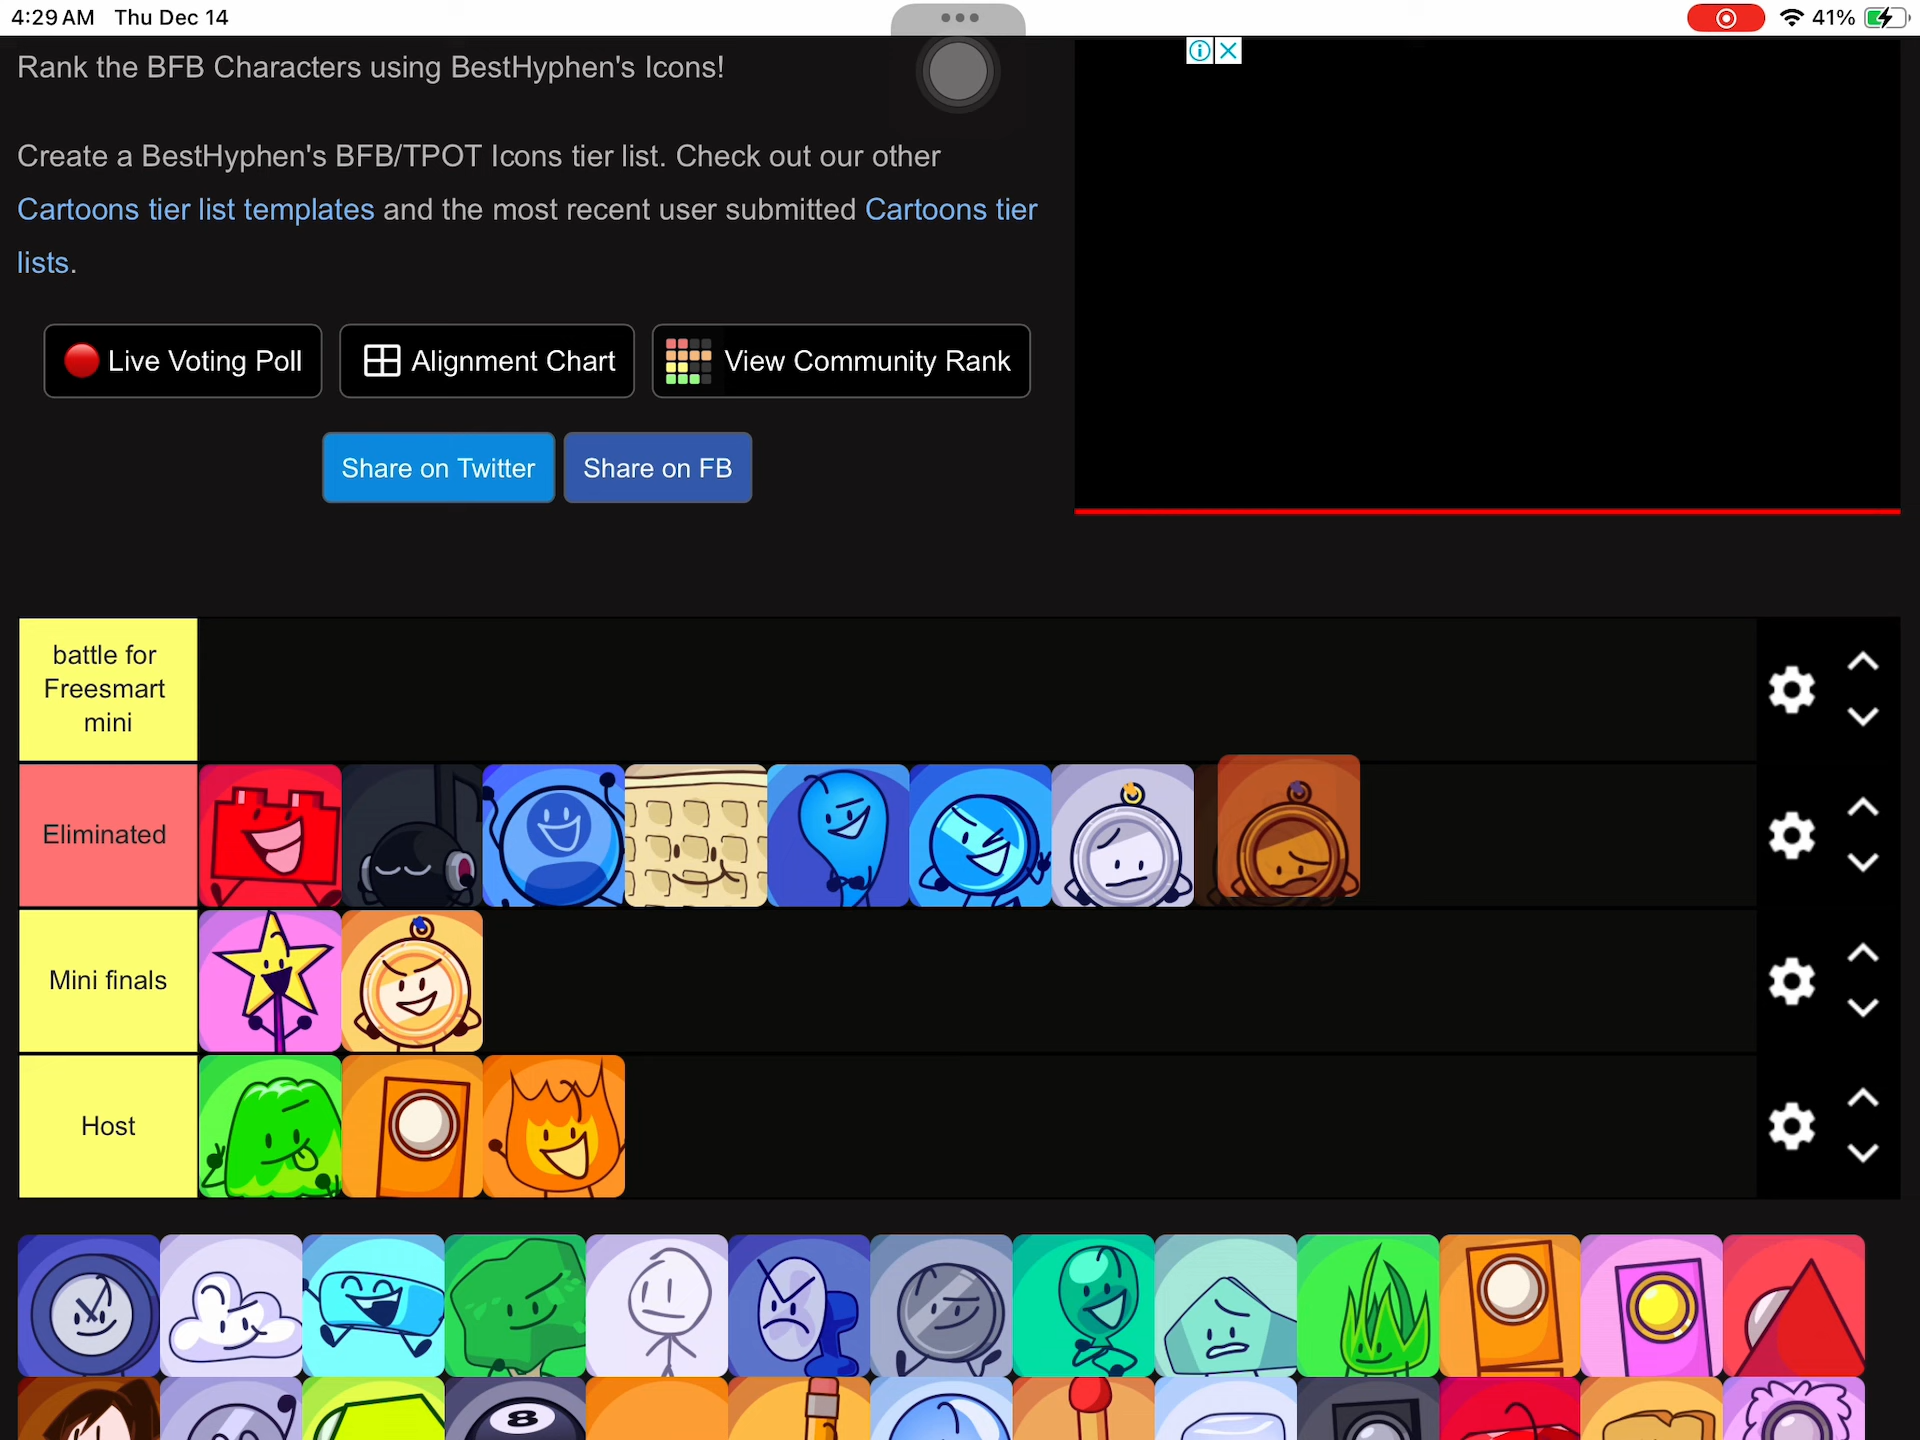 4:29 AM Thu Dec 14
41%
Rank the BFB Characters using BestHyphen's Icons!
Create a BestHyphen's BFB/TPOT Icons tier list. Check out our other
Cartoons tier list templates and the most recent user submitted Cartoons tier
lists.
Live Voting Poll
Alignment Chart
View Community Rank
Share on Twitter
Share on FB
battle for
Freesmart
mini
Eliminated
Mini finals
Host
8